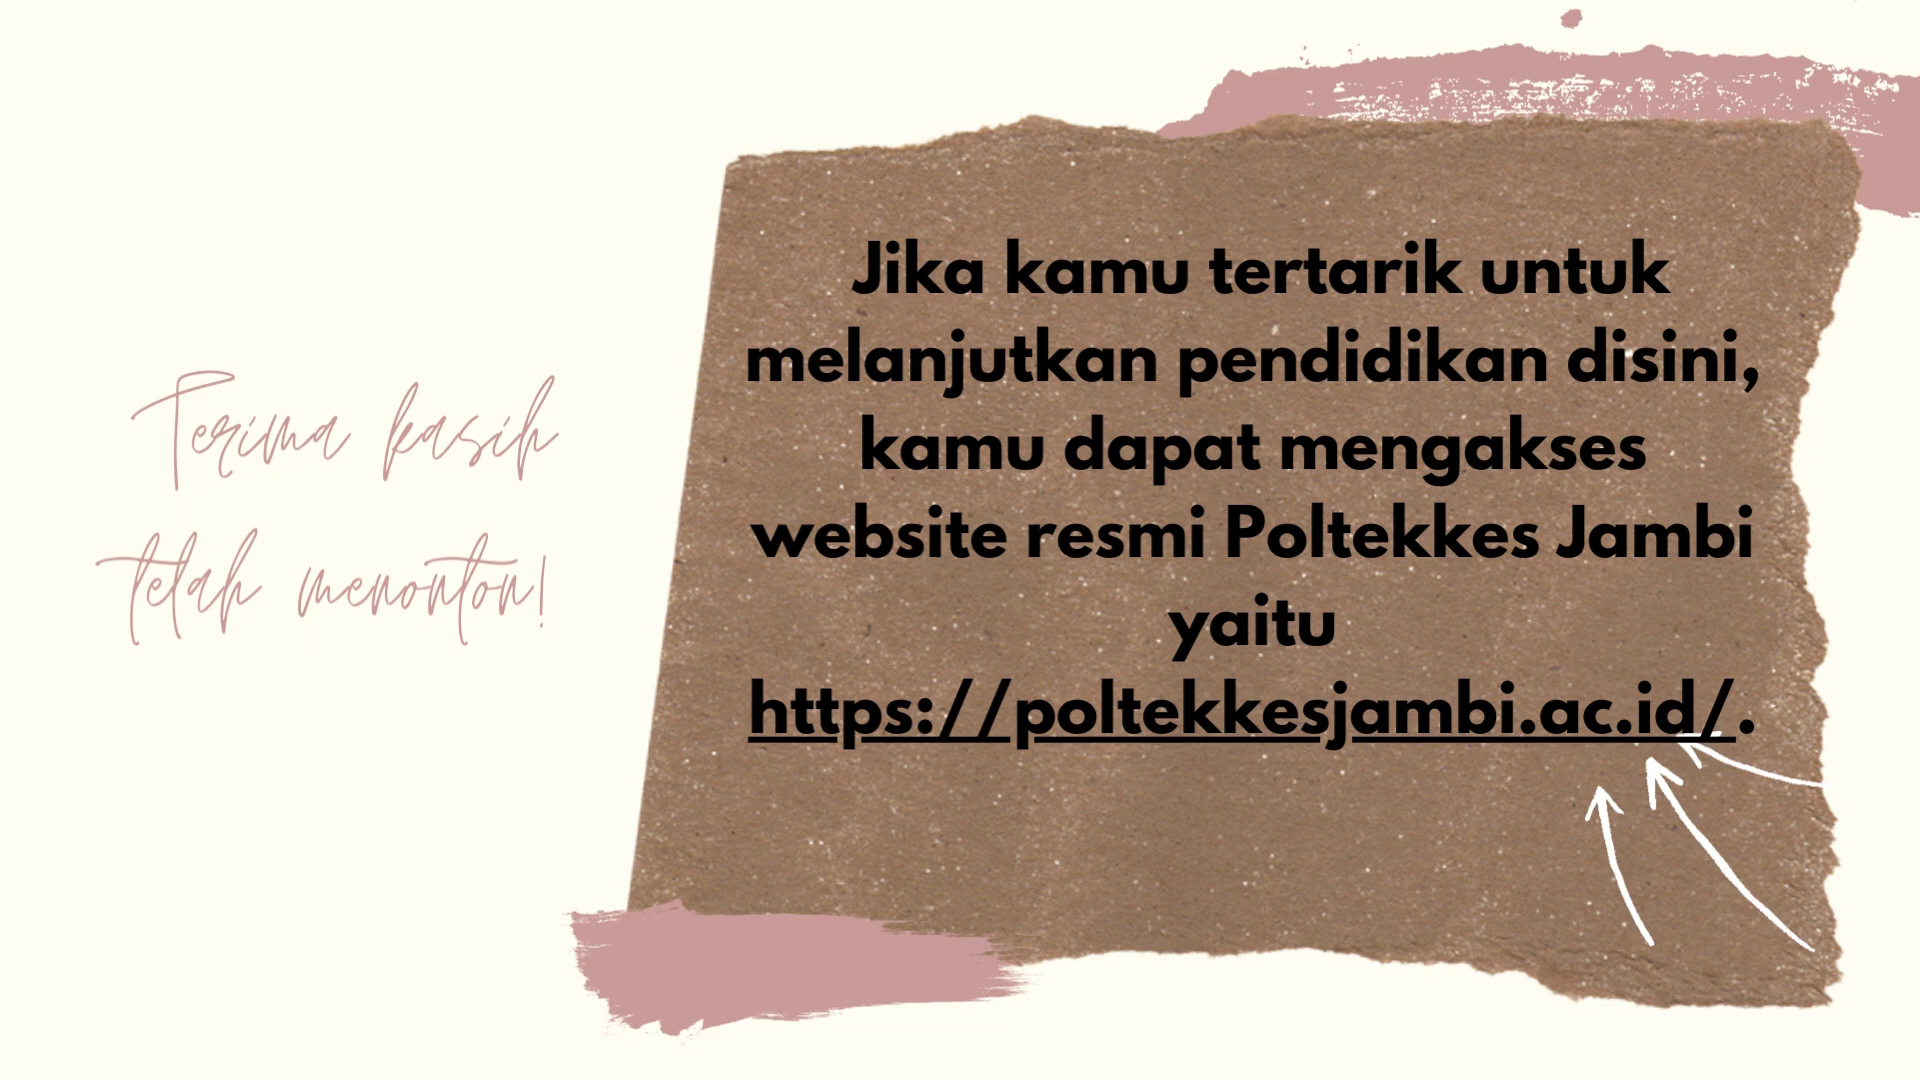 Terima kasih
telah menonton!
Jika kamu tertarik untuk
melanjutkan pendidikan disini,
kamu dapat mengakses
website resmi Poltekkes Jambi
yaitu
https://poltekkesjambi.ac.id/.